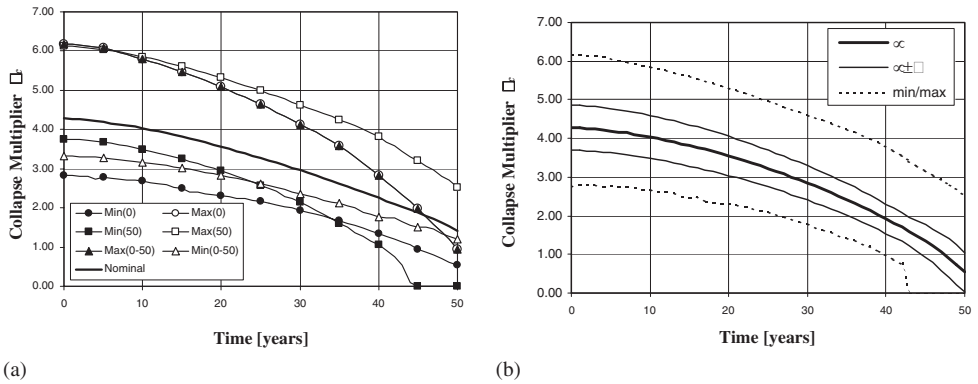 7.00
6.00
5.00
4.00
3.00
2.00
1.00
0.00
Collapse Multiplier □c
0 10 20 30 40 50
Time [years]
Min(0) Max(0)
Min(50) Max(50)
Max(0-50) Min(0-50)
Nominal
(a)
7.00
6.00
5.00
4.00
3.00
2.00
1.00
0.00
Collapse Multiplier □c
0 10 20 30 40 50
Time [years]
∝
∝±□
min/max
(b)